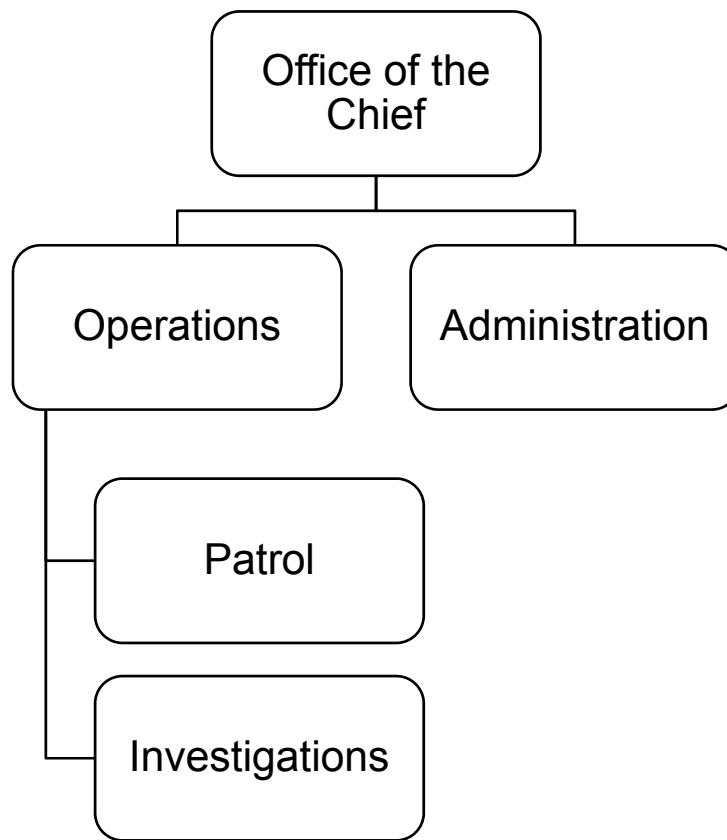 Office of the
Chief
Operations
Administration
Patrol
Investigations